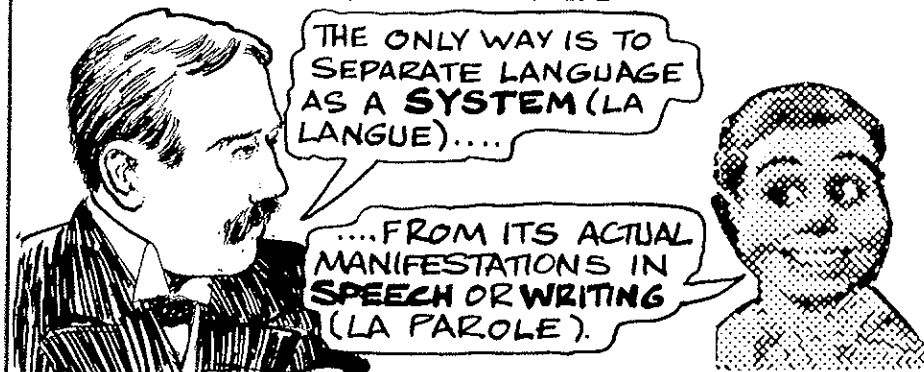 THE ONLY WAY IS TO
SEPARATE LANGUAGE
AS A SYSTEM (LA
LANGUE)....
....FROM ITS ACTUAL
MANIFESTATIONS IN
SPEECH OR WRITING
(LA PAROLE).